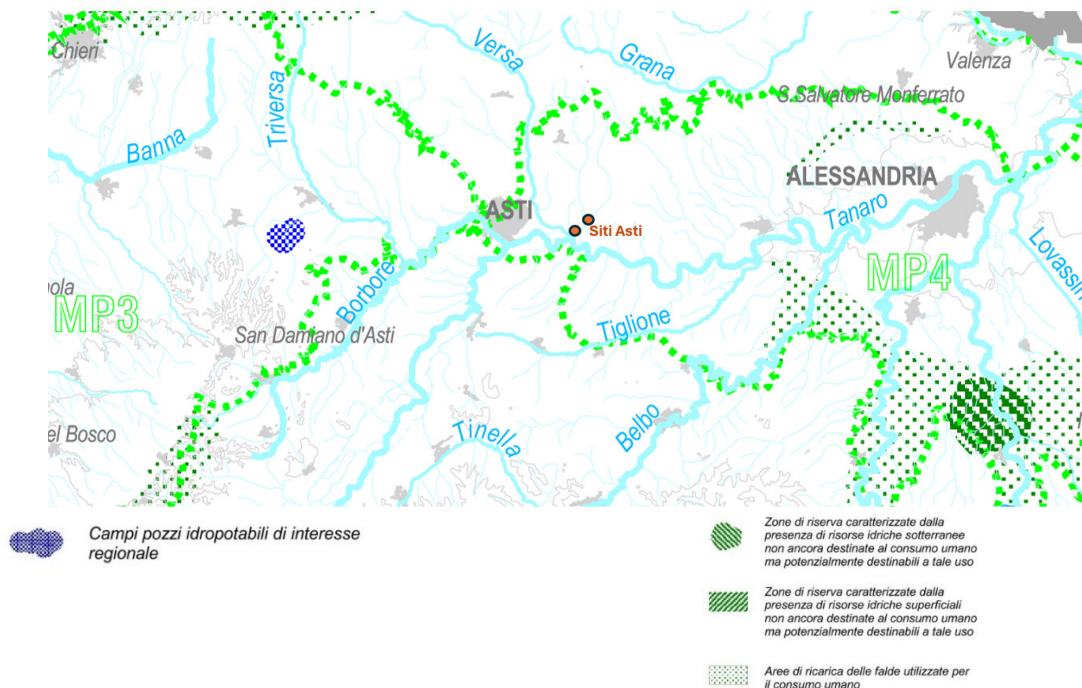 Chieri
Versa
Grana
Valenza
Triversa
S.Salvatore Monferrato
Banna
ALESSANDRIA
ASTI
Tanaro
Siti Asti
Lovassin
Borbore
MP4
MP3
Tiglione
San Damiano d'Asti
el Bosco
Tinella
Belbo
Campi pozzi idropotabili di interesse
regionale
Zone di riserva caratterizzate dalla
presenza di risorse idriche sotterranee
non ancora destinate al consumo umano
ma potenzialmente destinabili a tale uso
Zone di riserva caratterizzate dalla
presenza di risorse idriche superficiali
non ancora destinate al consumo umano
ma potenzialmente destinabili a tale uso
Aree di ricarica delle falde utilizzate per
il consumo umano